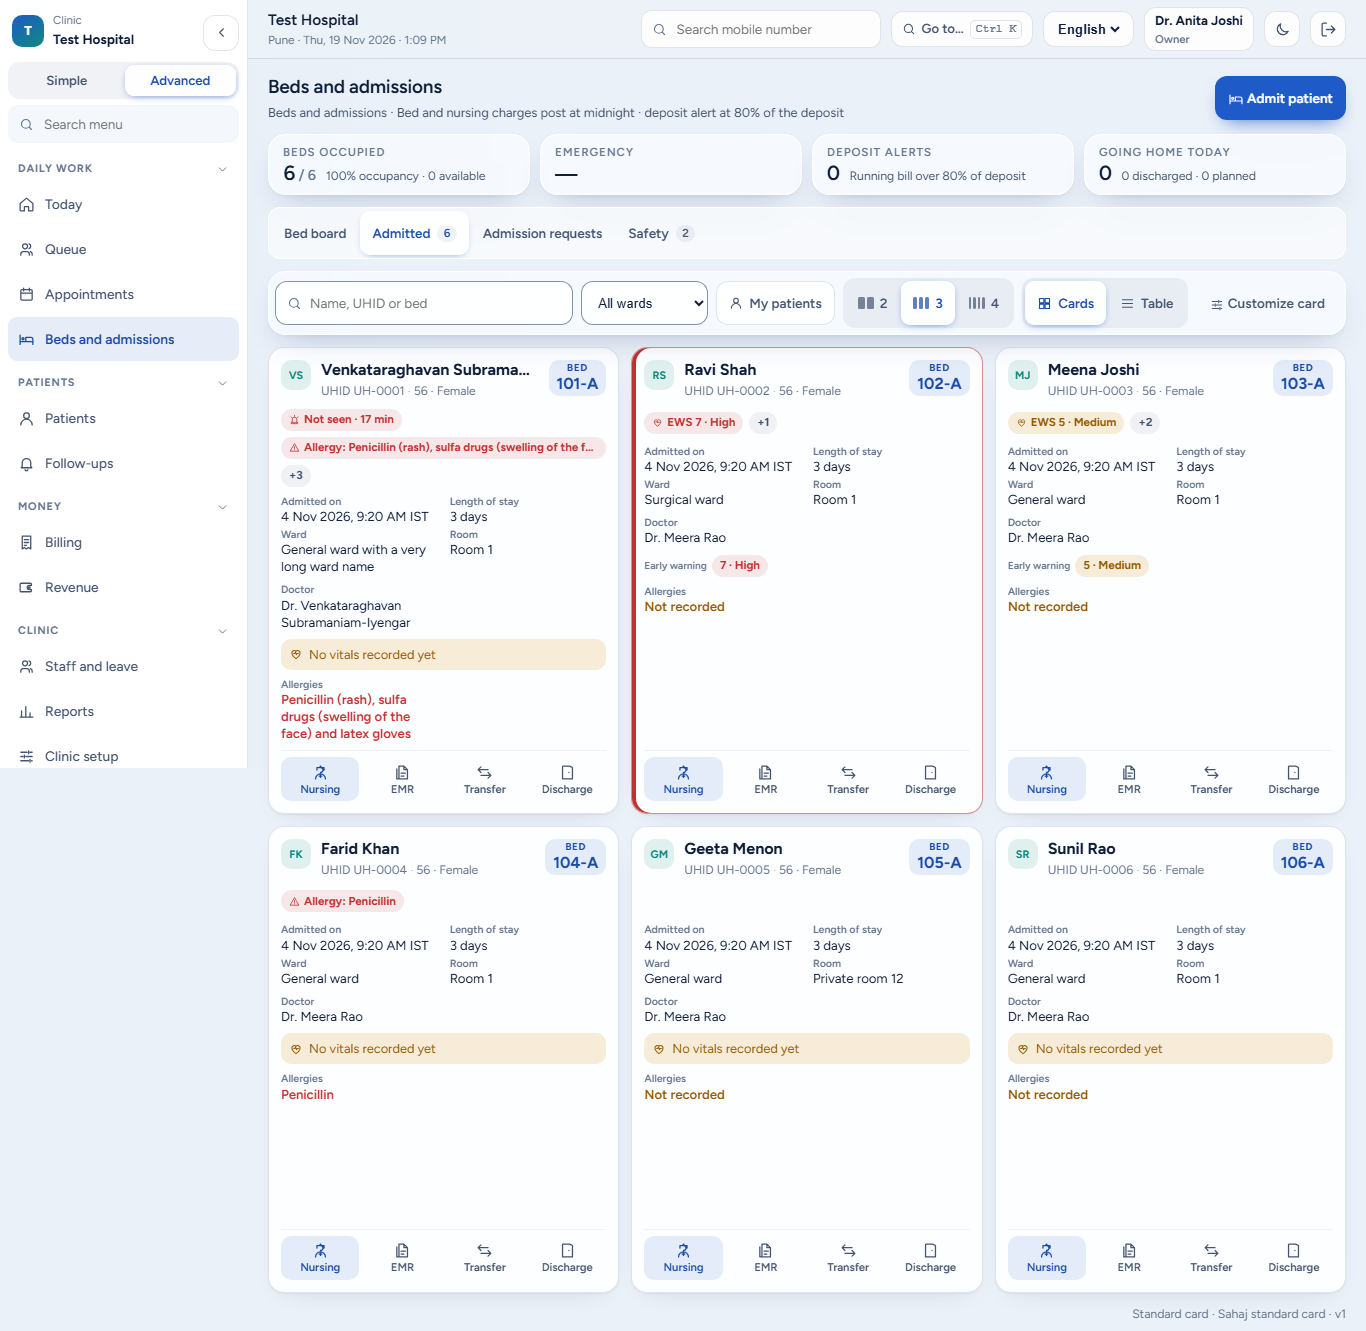 T
Clinic
Test Hospital
Simple
Advanced
Search menu
DAILY WORK
Today
Queue
Appointments
Beds and admissions
PATIENTS
Patients
Follow-ups
MONEY
Billing
Revenue
CLINIC
Staff and leave
Reports
Clinic setup
Test Hospital
Pune · Thu, 19 Nov 2026 · 1:09 PM
Search mobile number
Go to... Ctrl K
English
Dr. Anita Joshi
Owner
Beds and admissions
Beds and admissions · Bed and nursing charges post at midnight · deposit alert at 80% of the deposit
Admit patient
BEDS OCCUPIED
6 / 6 100% occupancy · 0 available
EMERGENCY
—
DEPOSIT ALERTS
0 Running bill over 80% of deposit
GOING HOME TODAY
0 0 discharged · 0 planned
Bed board
Admitted 6
Admission requests
Safety 2
Name, UHID or bed
All wards
My patients
2
3
4
Cards
Table
Customize card
VS
Venkataraghavan Subrama...
UHID UH-0001 · 56 · Female
BED
101-A
Not seen · 17 min
Allergy: Penicillin (rash), sulfa drugs (swelling of the f...
+3
Admitted on
4 Nov 2026, 9:20 AM IST
Length of stay
3 days
Ward
General ward with a very
long ward name
Room
Room 1
Doctor
Dr. Venkataraghavan
Subramaniam-Iyengar
No vitals recorded yet
Allergies
Penicillin (rash), sulfa
drugs (swelling of the
face) and latex gloves
Nursing
EMR
Transfer
Discharge
RS
Ravi Shah
UHID UH-0002 · 56 · Female
BED
102-A
EWS 7 · High
+1
Admitted on
4 Nov 2026, 9:20 AM IST
Length of stay
3 days
Ward
Surgical ward
Room
Room 1
Doctor
Dr. Meera Rao
Early warning 7 · High
Allergies
Not recorded
Nursing
EMR
Transfer
Discharge
MJ
Meena Joshi
UHID UH-0003 · 56 · Female
BED
103-A
EWS 5 · Medium
+2
Admitted on
4 Nov 2026, 9:20 AM IST
Length of stay
3 days
Ward
General ward
Room
Room 1
Doctor
Dr. Meera Rao
Early warning 5 · Medium
Allergies
Not recorded
Nursing
EMR
Transfer
Discharge
FK
Farid Khan
UHID UH-0004 · 56 · Female
BED
104-A
Allergy: Penicillin
Admitted on
4 Nov 2026, 9:20 AM IST
Length of stay
3 days
Ward
General ward
Room
Room 1
Doctor
Dr. Meera Rao
No vitals recorded yet
Allergies
Penicillin
Nursing
EMR
Transfer
Discharge
GM
Geeta Menon
UHID UH-0005 · 56 · Female
BED
105-A
Admitted on
4 Nov 2026, 9:20 AM IST
Length of stay
3 days
Ward
General ward
Room
Private room 12
Doctor
Dr. Meera Rao
No vitals recorded yet
Allergies
Not recorded
Nursing
EMR
Transfer
Discharge
SR
Sunil Rao
UHID UH-0006 · 56 · Female
BED
106-A
Admitted on
4 Nov 2026, 9:20 AM IST
Length of stay
3 days
Ward
General ward
Room
Room 1
Doctor
Dr. Meera Rao
No vitals recorded yet
Allergies
Not recorded
Nursing
EMR
Transfer
Discharge
Standard card · Sahaj standard card · v1